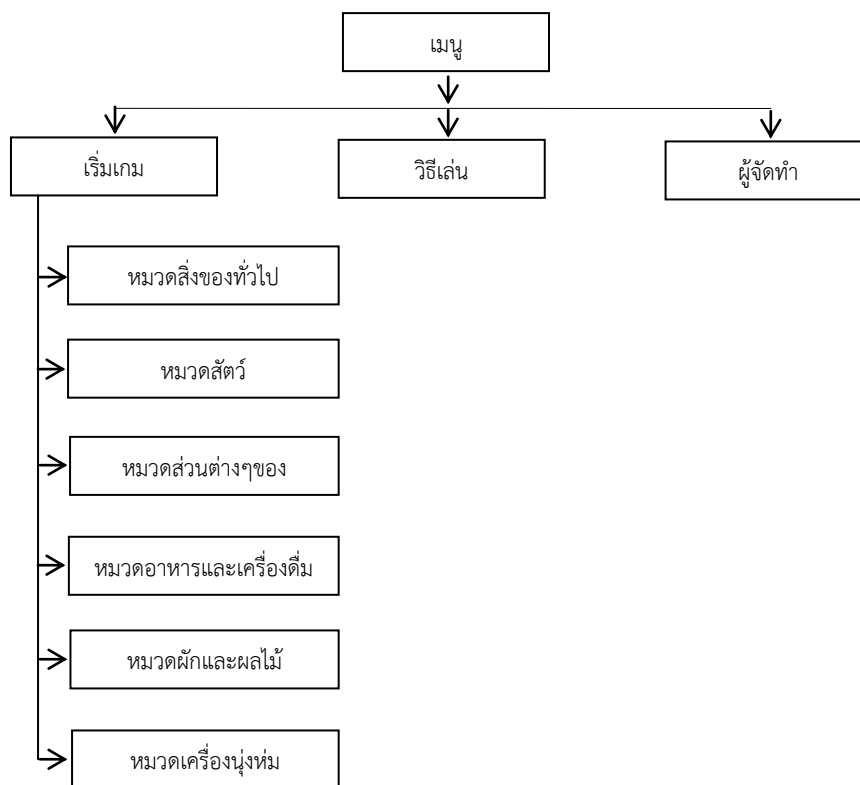 เมนู
เริ่มเกม
วิธีเล่น
ผู้จัดทำ
หมวดสิ่งของทั่วไป
หมวดสัตว์
หมวดส่วนต่างๆของ
หมวดอาหารและเครื่องดื่ม
หมวดผักและผลไม้
หมวดเครื่องนุ่งห่ม